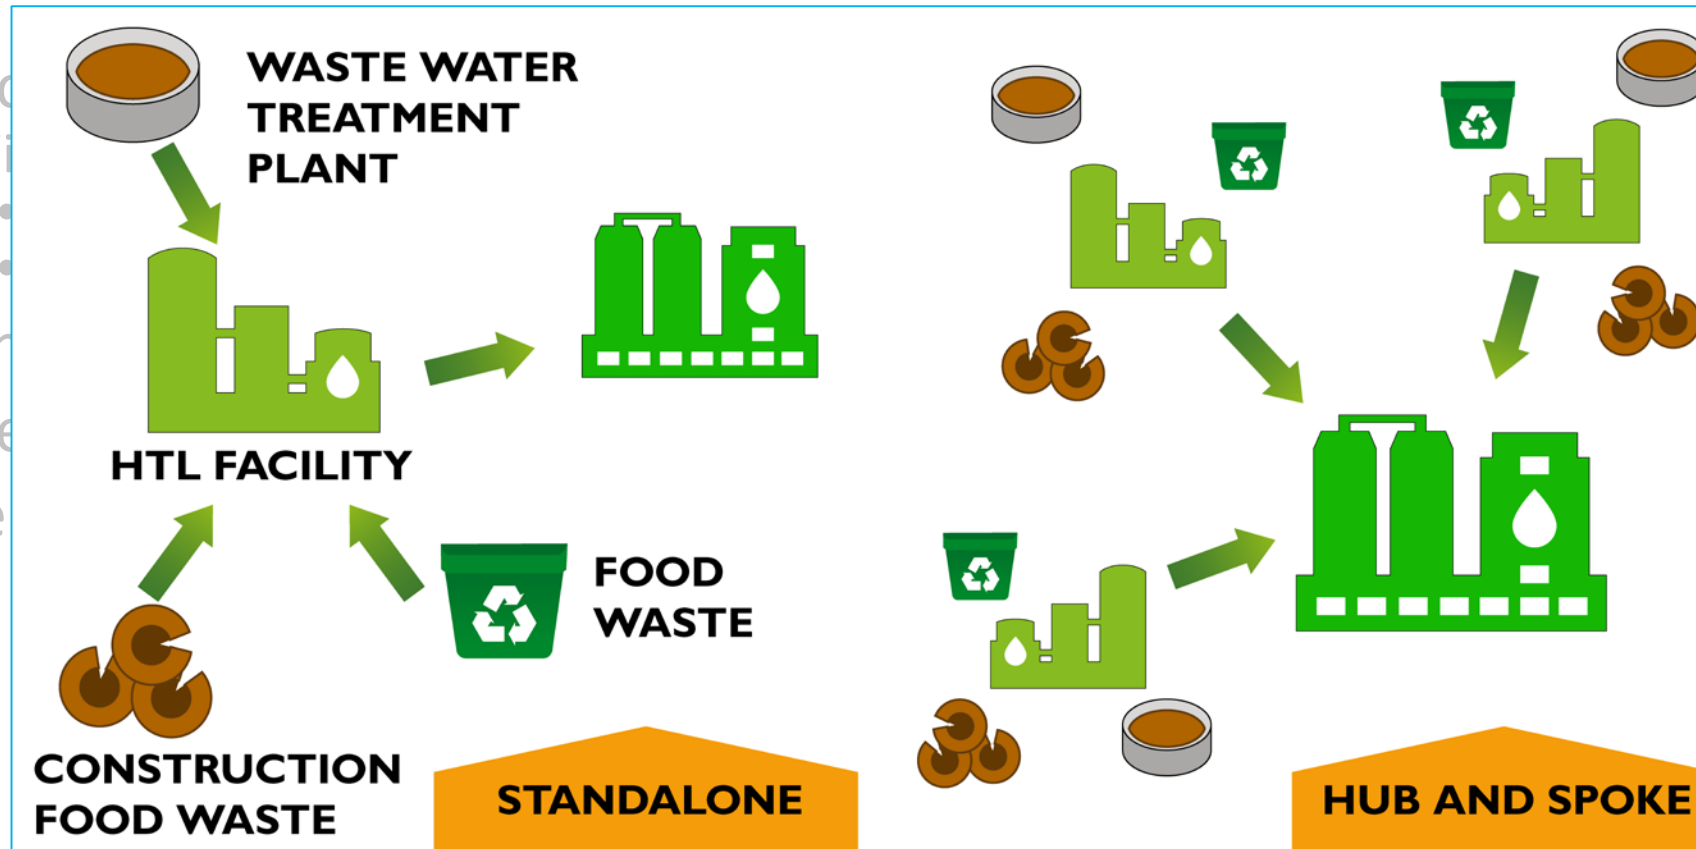 WASTE WATER
TREATMENT
PLANT
HTL FACILITY
FOOD
WASTE
CONSTRUCTION
FOOD WASTE
STANDALONE
HUB AND SPOKE